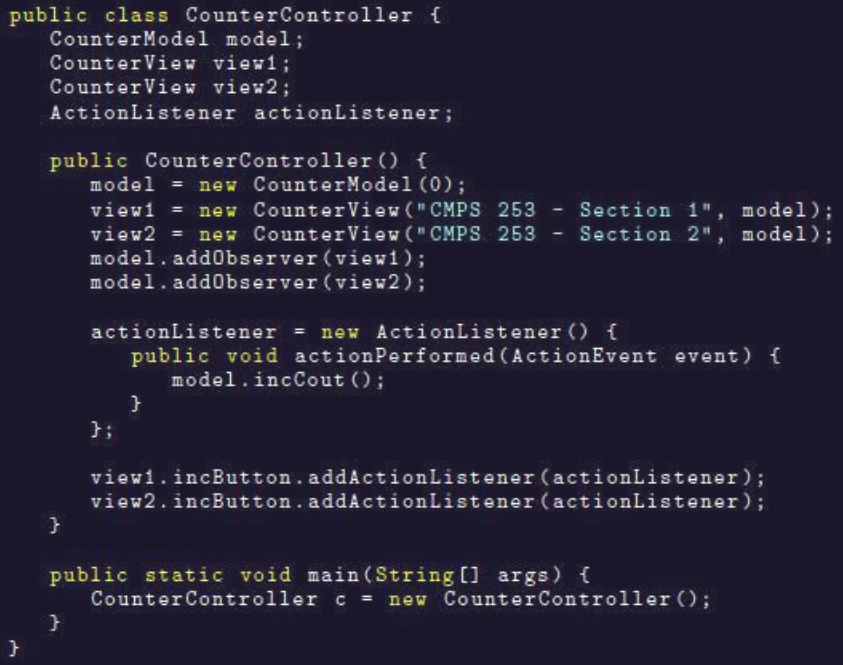 public class CounterController {
CounterModel model;
CounterView view1;
CounterView view2;
ActionListener actionListener;
public CounterController() {
model = new CounterModel(0);
view1 = new CounterView("CMPS 253 - Section 1", model);
view2 = new CounterView("CMPS 253 - Section 2", model);
model.addObserver(view1);
model.addObserver(view2);
actionListener = new ActionListener() {
public void actionPerformed(ActionEvent event) {
model.incCout();
}
};
view1.incButton.addActionListener(actionListener);
view2.incButton.addActionListener(actionListener);
}
public static void main(String[] args) {
CounterController c = new CounterController();
}
}